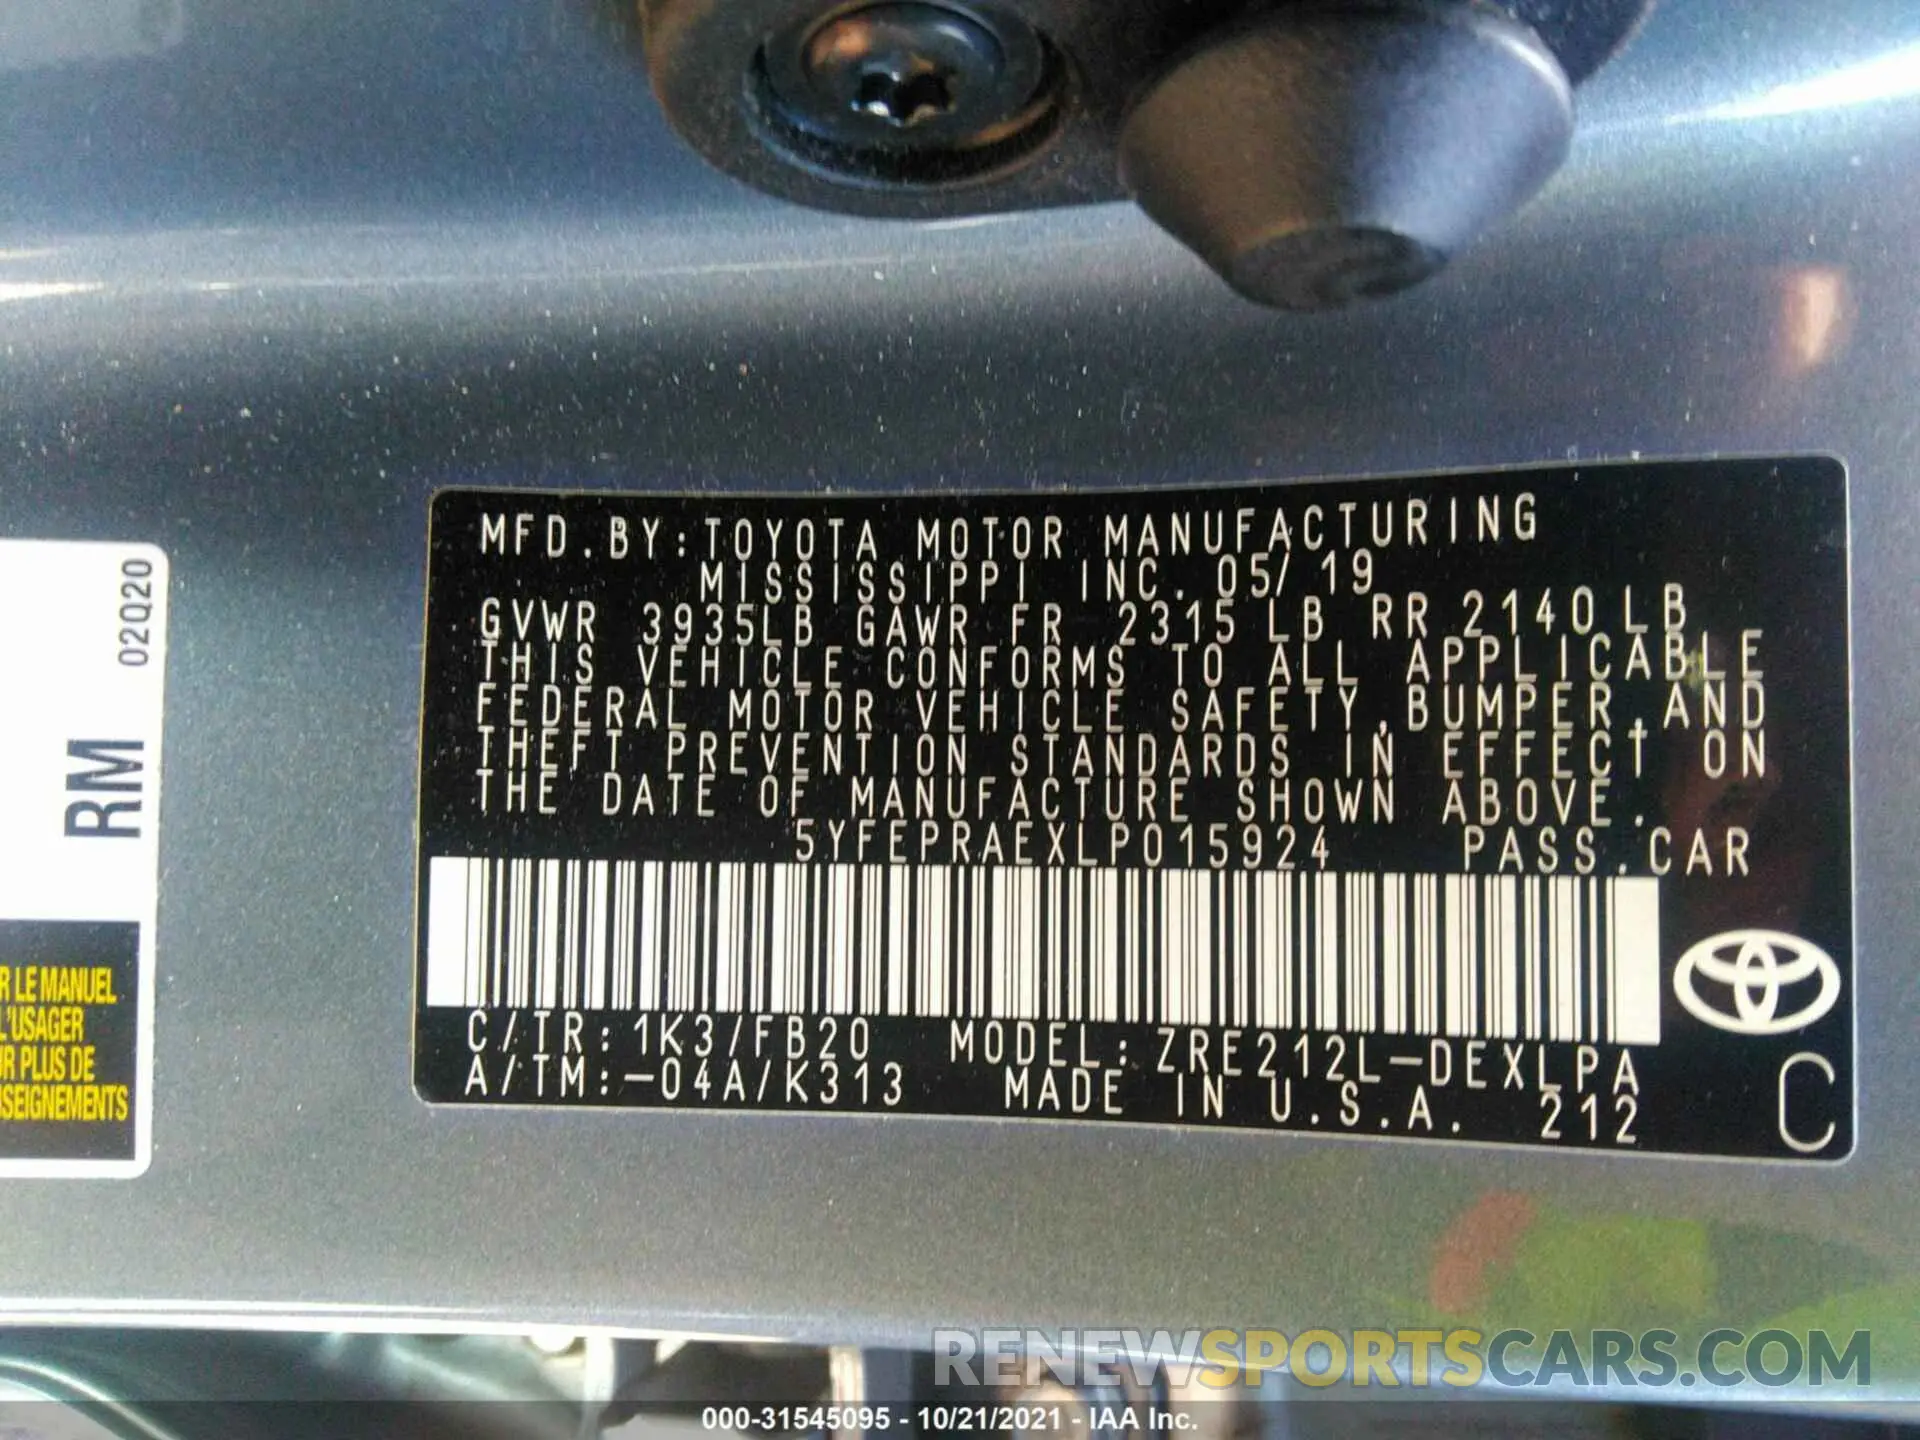 MFD.BY:TOYOTA MOTOR MANUFACTURING
MISSISSIPPI INC. 05/19
GVWR 3935LB GAWR FR 2315LB RR 2140LB
THIS VEHICLE CONFORMS TO ALL APPLICABLE
FEDERAL MOTOR VEHICLE SAFETY,BUMPER,AND
THEFT PREVENTION STANDARDS IN EFFECT ON
THE DATE OF MANUFACTURE SHOWN ABOVE.
5YFEPRAEXLP015924 PASS.CAR
C/TR:1K3/FB20 MODEL:ZRE212L-DEXLPA
A/TM:-04A/K313 MADE IN U.S.A. 212
C
RM 02Q20
R LE MANUEL
L'USAGER
UR PLUS DE
NSEIGNEMENTS
RENEWSPORTSCARS.COM
000-31545095 - 10/21/2021 - IAA Inc.